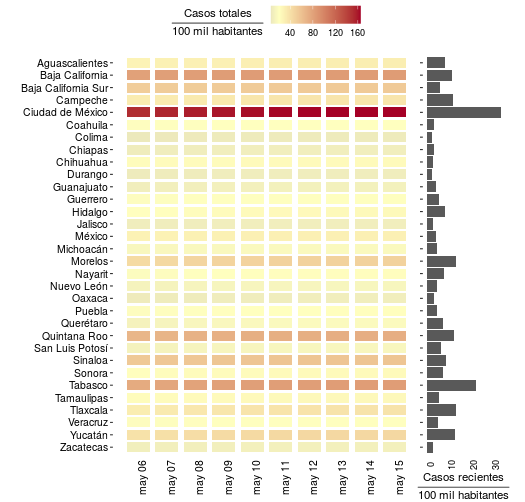 Casos totales
100 mil habitantes
40 80 120 160
Aguascalientes
Baja California
Baja California Sur
Campeche
Ciudad de México
Coahuila
Colima
Chiapas
Chihuahua
Durango
Guanajuato
Guerrero
Hidalgo
Jalisco
México
Michoacán
Morelos
Nayarit
Nuevo León
Oaxaca
Puebla
Querétaro
Quintana Roo
San Luis Potosí
Sinaloa
Sonora
Tabasco
Tamaulipas
Tlaxcala
Veracruz
Yucatán
Zacatecas
may 06 may 07 may 08 may 09 may 10 may 11 may 12 may 13 may 14 may 15
0 10 20 30
Casos recientes
100 mil habitantes